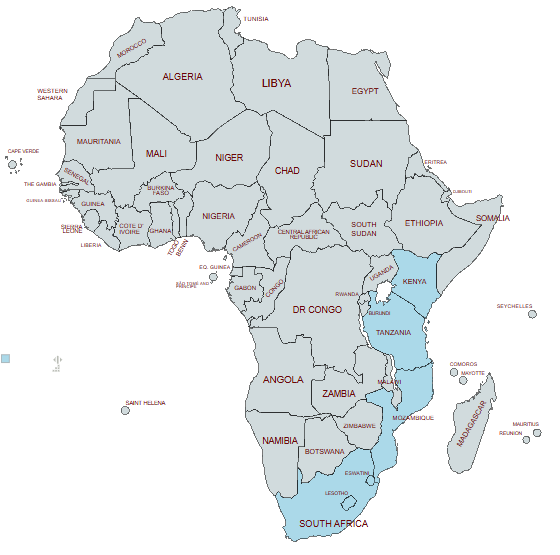 TUNISIA
MOROCCO
ALGERIA
LIBYA
EGYPT
WESTERN
SAHARA
MAURITANIA
MALI
NIGER
CHAD
SUDAN
ERITREA
CAPE VERDE
SENEGAL
THE GAMBIA
GUINEA-BISSAU
GUINEA
BURKINA
FASO
DJIBOUTI
SIERRA
LEONE
LIBERIA
COTE D'
IVORE
GHANA
TOGO
BENIN
NIGERIA
CAMEROON
CENTRAL AFRICAN
REPUBLIC
SOUTH
SUDAN
ETHIOPIA
SOMALIA
EQ. GUINEA
SAO TOME AND
PRINCIPE
GABON
CONGO
UGANDA
KENYA
RWANDA
BURUNDI
DR CONGO
TANZANIA
SEYCHELLES
COMOROS
MAYOTTE
ANGOLA
ZAMBIA
MALAWI
MOZAMBIQUE
SAINT HELENA
ZIMBABWE
MADAGASCAR
MAURITIUS
REUNION
NAMIBIA
BOTSWANA
ESWATINI
LESOTHO
SOUTH AFRICA